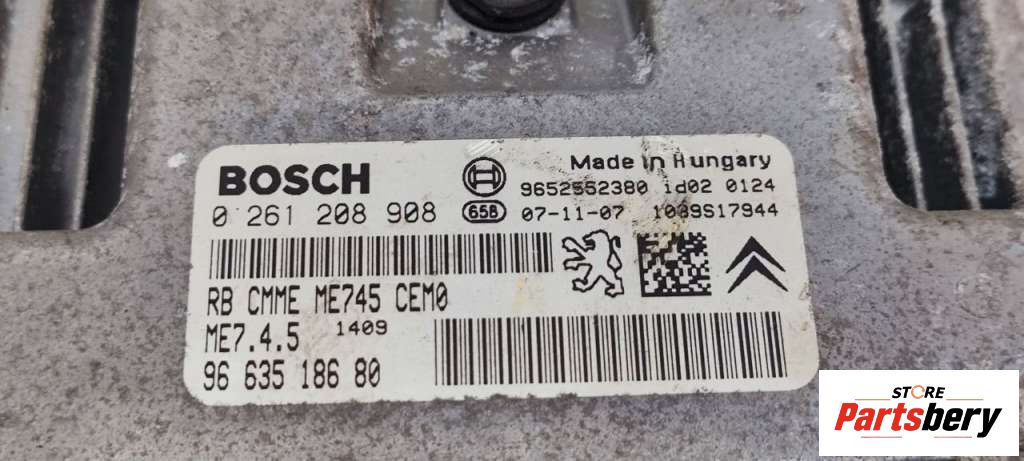 BOSCH
Made in Hungary
9652552380 id02 0124
0 261 208 908
658 07-11-07 1039S17944
RB CMME ME745 CEM0
ME7.4.5 1409
96 635 186 80
STORE
Partsbery